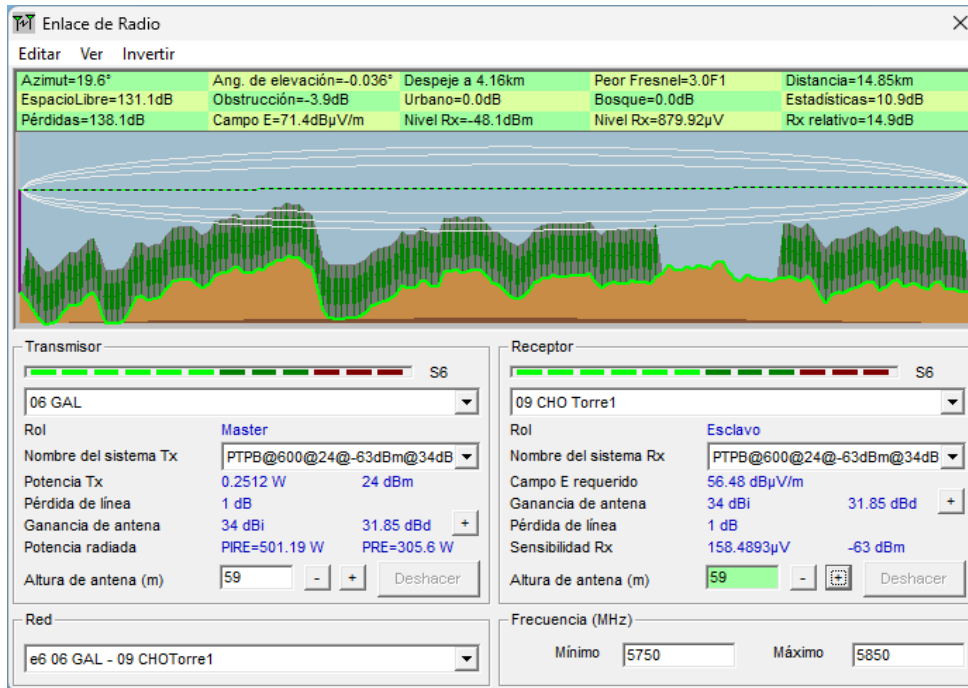 Enlace de Radio
Editar Ver Invertir
Azimut=19.6° Ang. de elevación=-0.036° Despeje a 4.16km Peor Fresnel=3.0F1 Distancia=14.85km
EspacioLibre=131.1dB Obstrucción=-3.9dB Urbano=0.0dB Bosque=0.0dB Estadísticas=10.9dB
Pérdidas=138.1dB Campo E=71.4dBµV/m Nivel Rx=-48.1dBm Nivel Rx=879.92µV Rx relativo=14.9dB
Transmisor
S6
06 GAL
Rol Master
Nombre del sistema Tx PTPB@600@24@-63dBm@34dB
Potencia Tx 0.2512 W 24 dBm
Pérdida de línea 1 dB
Ganancia de antena 34 dBi 31.85 dBd +
Potencia radiada PIRE=501.19 W PRE=305.6 W
Altura de antena (m) 59 - + Deshacer
Red
e6 06 GAL - 09 CHOTorre1
Receptor
S6
09 CHO Torre1
Rol Esclavo
Nombre del sistema Rx PTPB@600@24@-63dBm@34dB
Campo E requerido 56.48 dBµV/m
Ganancia de antena 34 dBi 31.85 dBd +
Pérdida de línea 1 dB
Sensibilidad Rx 158.4893µV -63 dBm
Altura de antena (m) 59 - + Deshacer
Frecuencia (MHz)
Mínimo 5750 Máximo 5850